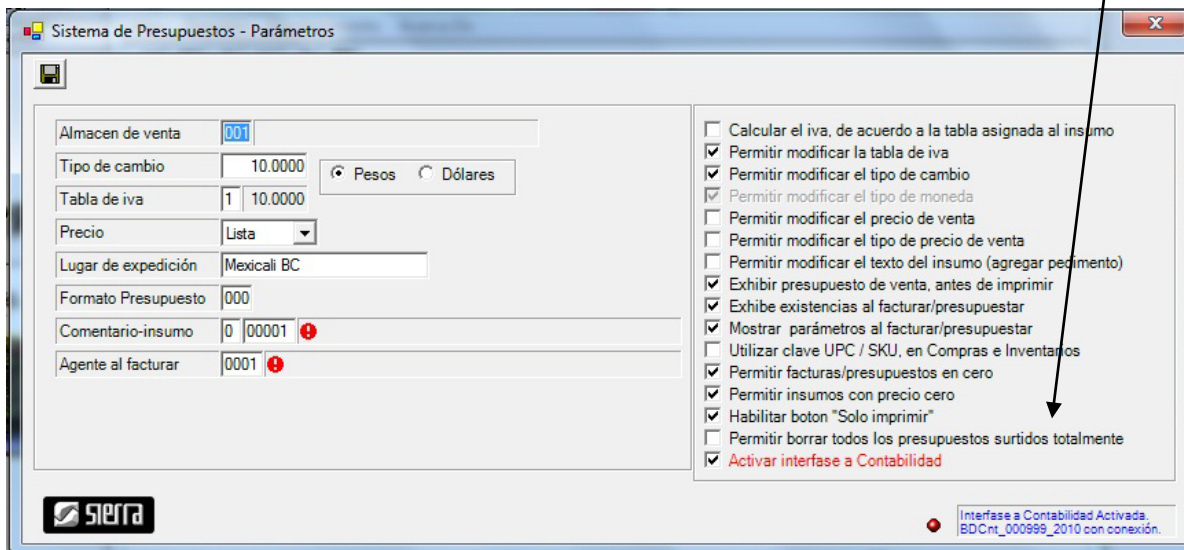 Sistema de Presupuestos - Parámetros
Almacen de venta 001
Tipo de cambio 10.0000
Pesos Dólares
Tabla de iva 1 10.0000
Precio Lista
Lugar de expedición Mexicali BC
Formato Presupuesto 000
Comentario-insumo 0 00001
Agente al facturar 0001
Calcular el iva, de acuerdo a la tabla asignada al insumo
Permitir modificar la tabla de iva
Permitir modificar el tipo de cambio
Permitir modificar el tipo de moneda
Permitir modificar el precio de venta
Permitir modificar el tipo de precio de venta
Permitir modificar el texto del insumo (agregar pedimento)
Exhibir presupuesto de venta, antes de imprimir
Exhibe existencias al facturar/presupuestar
Mostrar parámetros al facturar/presupuestar
Utilizar clave UPC / SKU, en Compras e Inventarios
Permitir facturas/presupuestos en cero
Permitir insumos con precio cero
Habilitar boton "Solo imprimir"
Permitir borrar todos los presupuestos surtidos totalmente
Activar interfase a Contabilidad
sierra
Interfase a Contabilidad Activada.
BDCnt_000999_2010 con conexión.